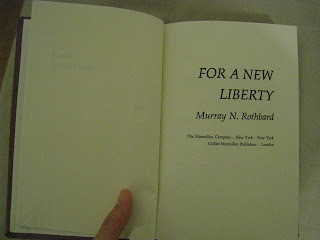 FOR A NEW
LIBERTY
Murray N. Rothbard
The Macmillan Company - New York - New York
Collier-Macmillan Publishers - London